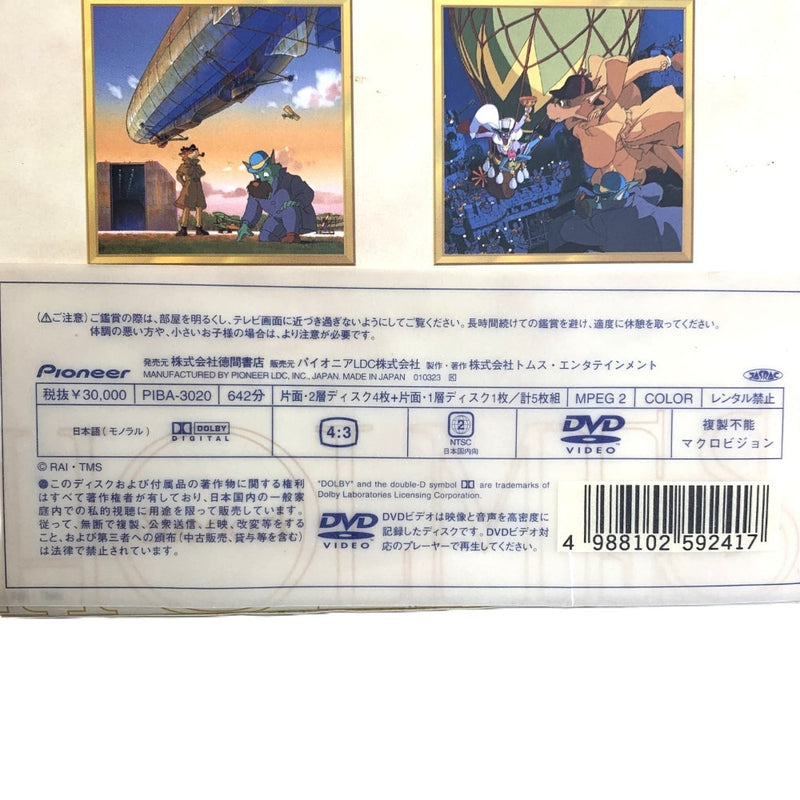 (⚠ご注意) ご鑑賞の際は、部屋を明るくし、テレビ画面に近づき過ぎないようにしてご覧ください。長時間続けての鑑賞を避け、適度に休憩を取ってください。
体調の悪い方や、小さいお子様の場合は、より注意が必要です。
Pioneer 発売元 株式会社徳間書店 販売元 パイオニアLDC株式会社 製作・著作 株式会社トムス・エンタテインメント
MANUFACTURED BY PIONEER LDC, INC., JAPAN. MADE IN JAPAN 010323 JASRAC
税抜¥30,000 PIBA-3020 642分 片面・2層ディスク4枚+片面・1層ディスク1枚/計5枚組 MPEG 2 COLOR レンタル禁止
日本語(モノラル) DOLBY DIGITAL 4:3 2 NTSC 日本国内向 DVD VIDEO 複製不能 マクロビジョン
© RAI・TMS
●このディスクおよび付属品の著作物に関する権利
はすべて著作権者が有しており、日本国内の一般家
庭内での私的視聴に用途を限って販売しています。
従って、無断で複製、公衆送信、上映、改変等をする
こと、および第三者への頒布(中古販売、貸与等を含む)
は法律で禁止されています。
"DOLBY" and the double-D symbol are trademarks of
Dolby Laboratories Licensing Corporation.
DVD VIDEO
DVDビデオは映像と音声を高密度に
記録したディスクです。DVDビデオ対
応のプレーヤーで再生してください。
4 988102 592417